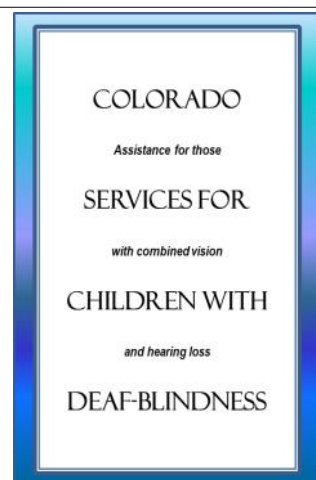 COLORADO
Assistance for those
SERVICES FOR
with combined vision
CHILDREN WITH
and hearing loss
DEAF-BLINDNESS